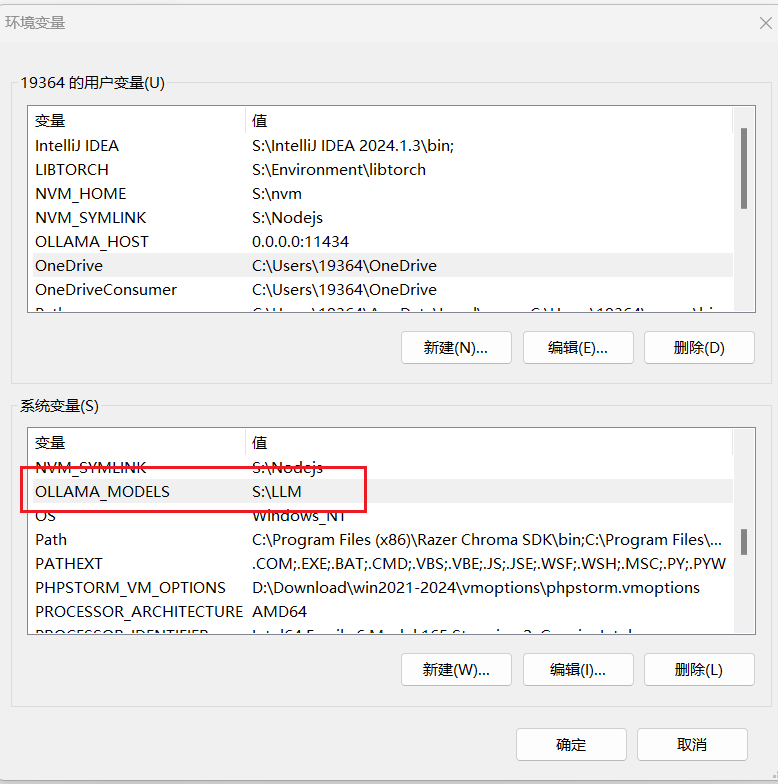 环境变量
19364 的用户变量(U)
变量 值
IntelliJ IDEA S:\IntelliJ IDEA 2024.1.3\bin;
LIBTORCH S:\Environment\libtorch
NVM_HOME S:\nvm
NVM_SYMLINK S:\Nodejs
OLLAMA_HOST 0.0.0.0:11434
OneDrive C:\Users\19364\OneDrive
OneDriveConsumer C:\Users\19364\OneDrive
新建(N)... 编辑(E)... 删除(D)
系统变量(S)
变量 值
NVM_SYMLINK S:\Nodejs
OLLAMA_MODELS S:\LLM
OS Windows_NT
Path C:\Program Files (x86)\Razer Chroma SDK\bin;C:\Program Files\...
PATHEXT .COM;.EXE;.BAT;.CMD;.VBS;.VBE;.JS;.JSE;.WSF;.WSH;.MSC;.PY;.PYW
PHPSTORM_VM_OPTIONS D:\Download\win2021-2024\vmoptions\phpstorm.vmoptions
PROCESSOR_ARCHITECTURE AMD64
新建(W)... 编辑(I)... 删除(L)
确定 取消